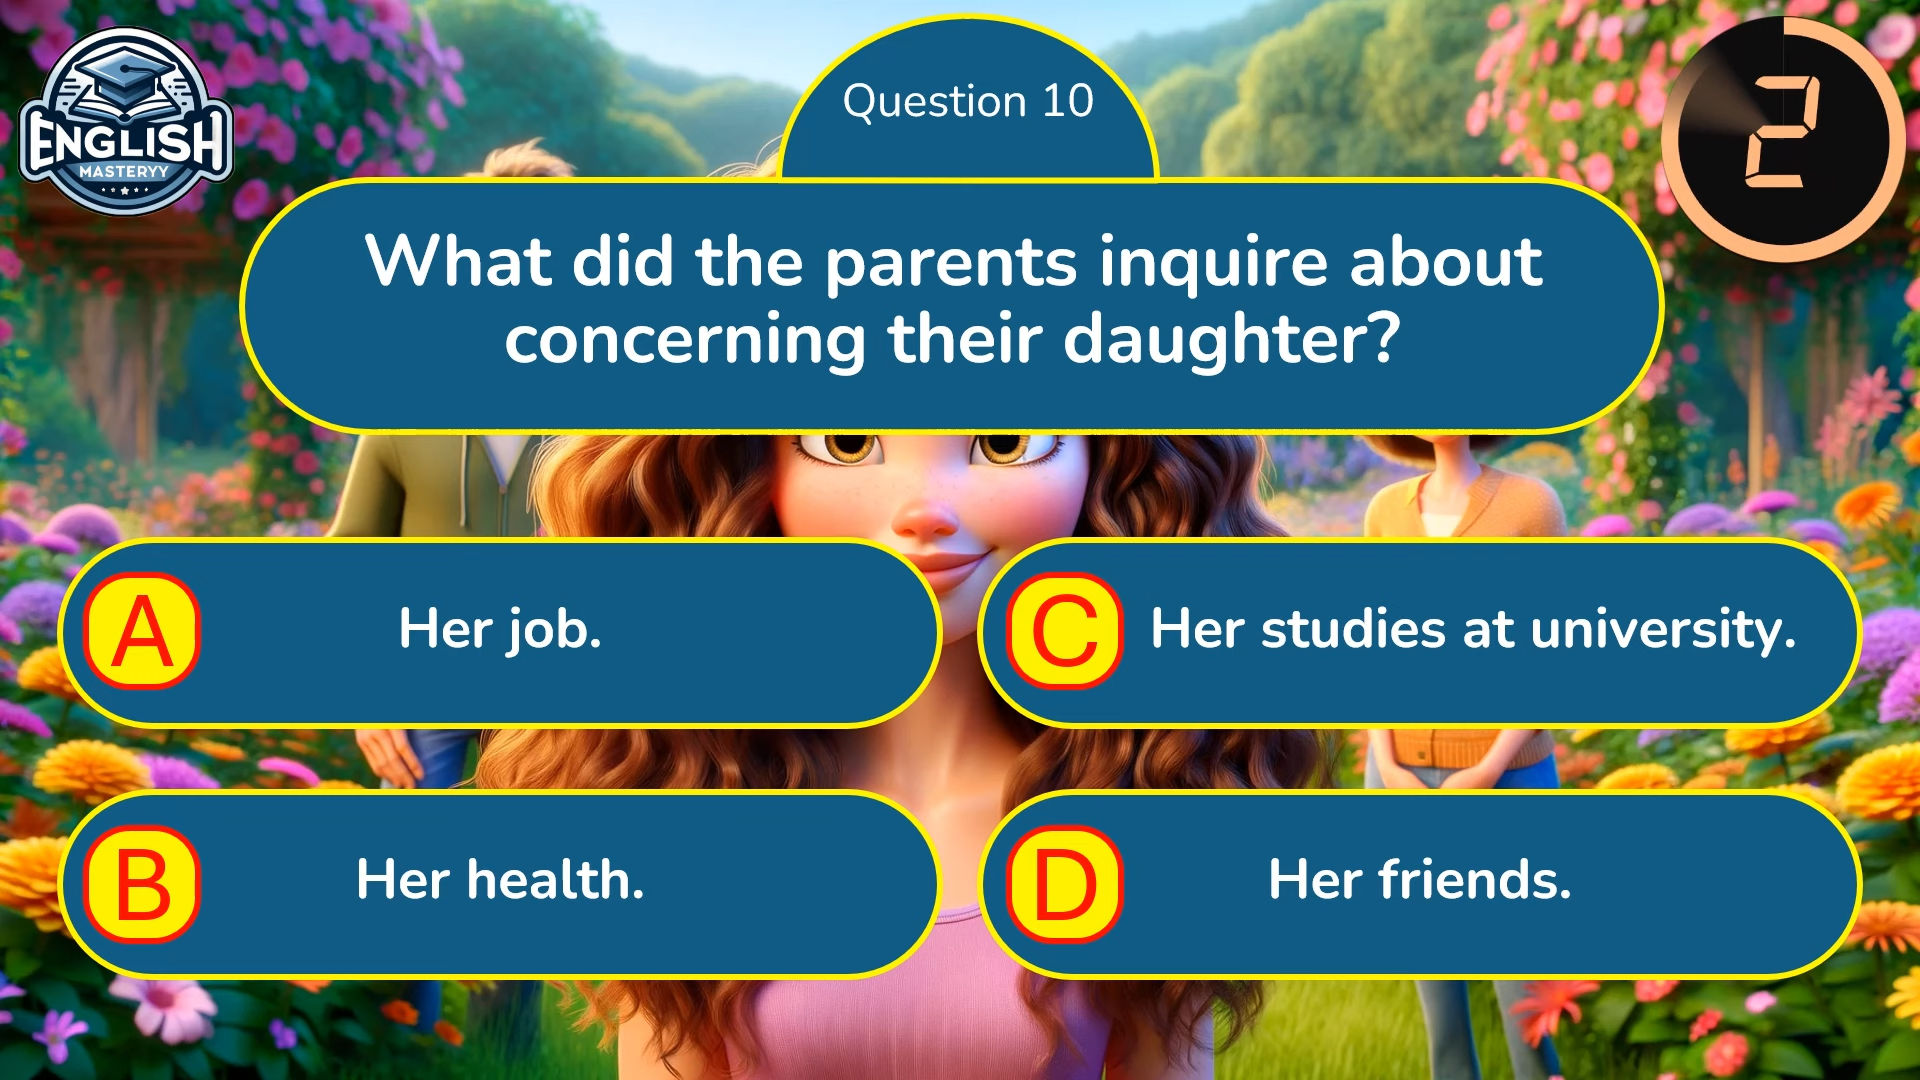 ENGLISH
MASTERYY
Question 10
2
What did the parents inquire about
concerning their daughter?
A
Her job.
B
Her health.
C
Her studies at university.
D
Her friends.